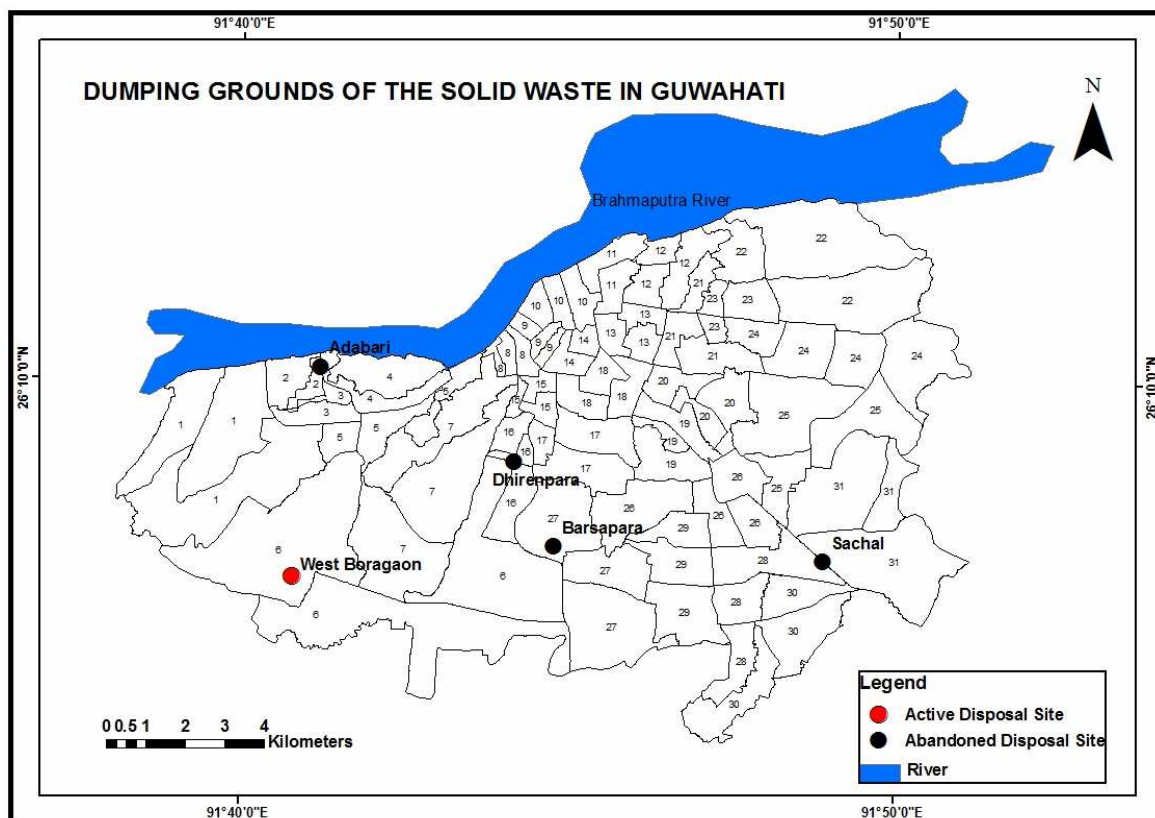 91°40'0"E
91°50'0"E
DUMPING GROUNDS OF THE SOLID WASTE IN GUWAHATI
N
Brahmaputra River
22
11 12 22
12
11 12 21 22
10 10 10 23 23
13
9 13 13 21 23 24
9 9 14 24 24 24
8 8 14 21
8 18
Adabari
26°10'0"N
26°10'0"N
2 2 4
3 4 5
3
15 18 18 20 20 25 25
15 15 19 20
1 1 5 5 7 16 17 17 19
16 19
Dhirenpara
1 7 16 17 26 25 31 31
27 26 26 26
29
Barsapara
Sachal
6 7 27 29 28 31
West Boragaon
6 6 27 29 28 30
30
28
30
Legend
Active Disposal Site
Abandoned Disposal Site
River
0 0.5 1 2 3 4
Kilometers
91°40'0"E
91°50'0"E